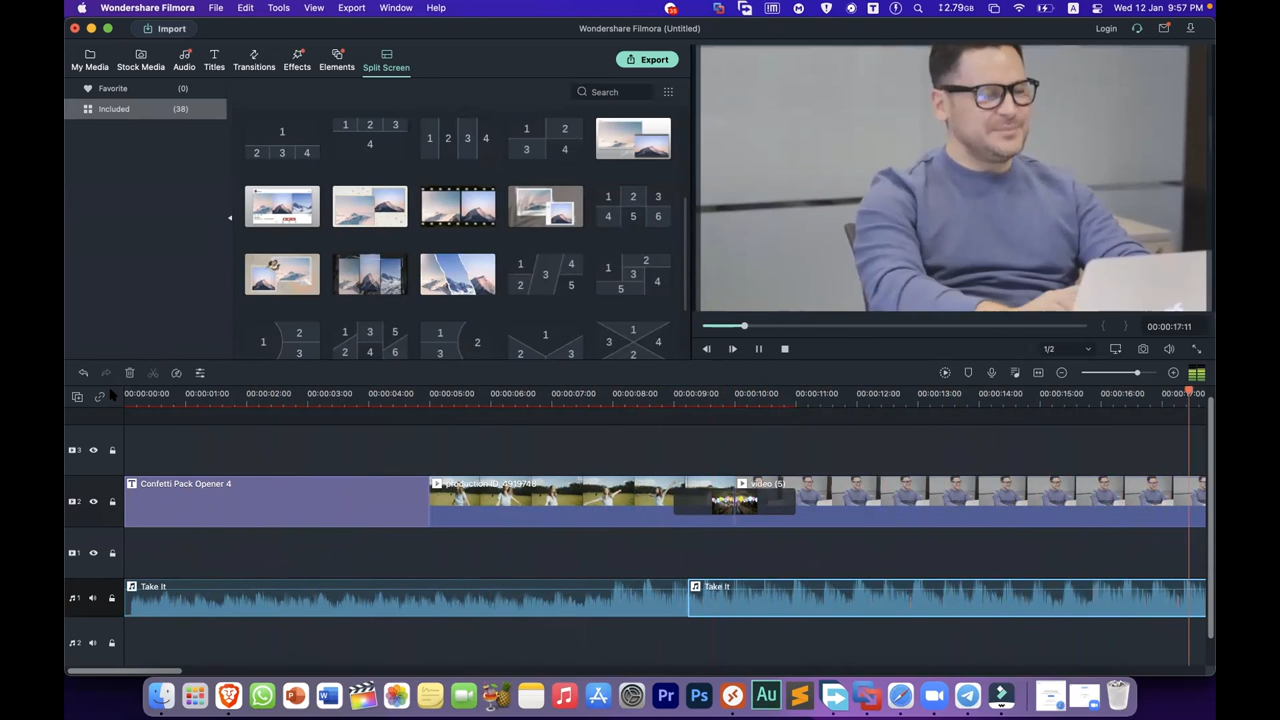 Wondershare Filmora File Edit Tools View Export Window Help
12.79GB A Wed 12 Jan 9:57 PM
Import
Wondershare Filmora (Untitled)
Login
My Media Stock Media Audio Titles Transitions Effects Elements Split Screen
Export
Favorite (0)
Included (38)
Search
1 2 3 4
1 2 3 4
1 2 3 4
1 2 3 4
1 2 3 4 5 6
1 2 3 4 5
1 2 3 4 5
1 2 3
1 3 5 2 4 6
1 2 3
1 2 3
1 3 4 2
00:00:17:11
1/2
00:00:00:00 00:00:01:00 00:00:02:00 00:00:03:00 00:00:04:00 00:00:05:00 00:00:06:00 00:00:07:00 00:00:08:00 00:00:09:00 00:00:10:00 00:00:11:00 00:00:12:00 00:00:13:00 00:00:14:00 00:00:15:00 00:00:16:00
3
Confetti Pack Opener 4
production ID_4919748
video (5)
2
1
Take It
Take It
1
2
Pr Ps Au